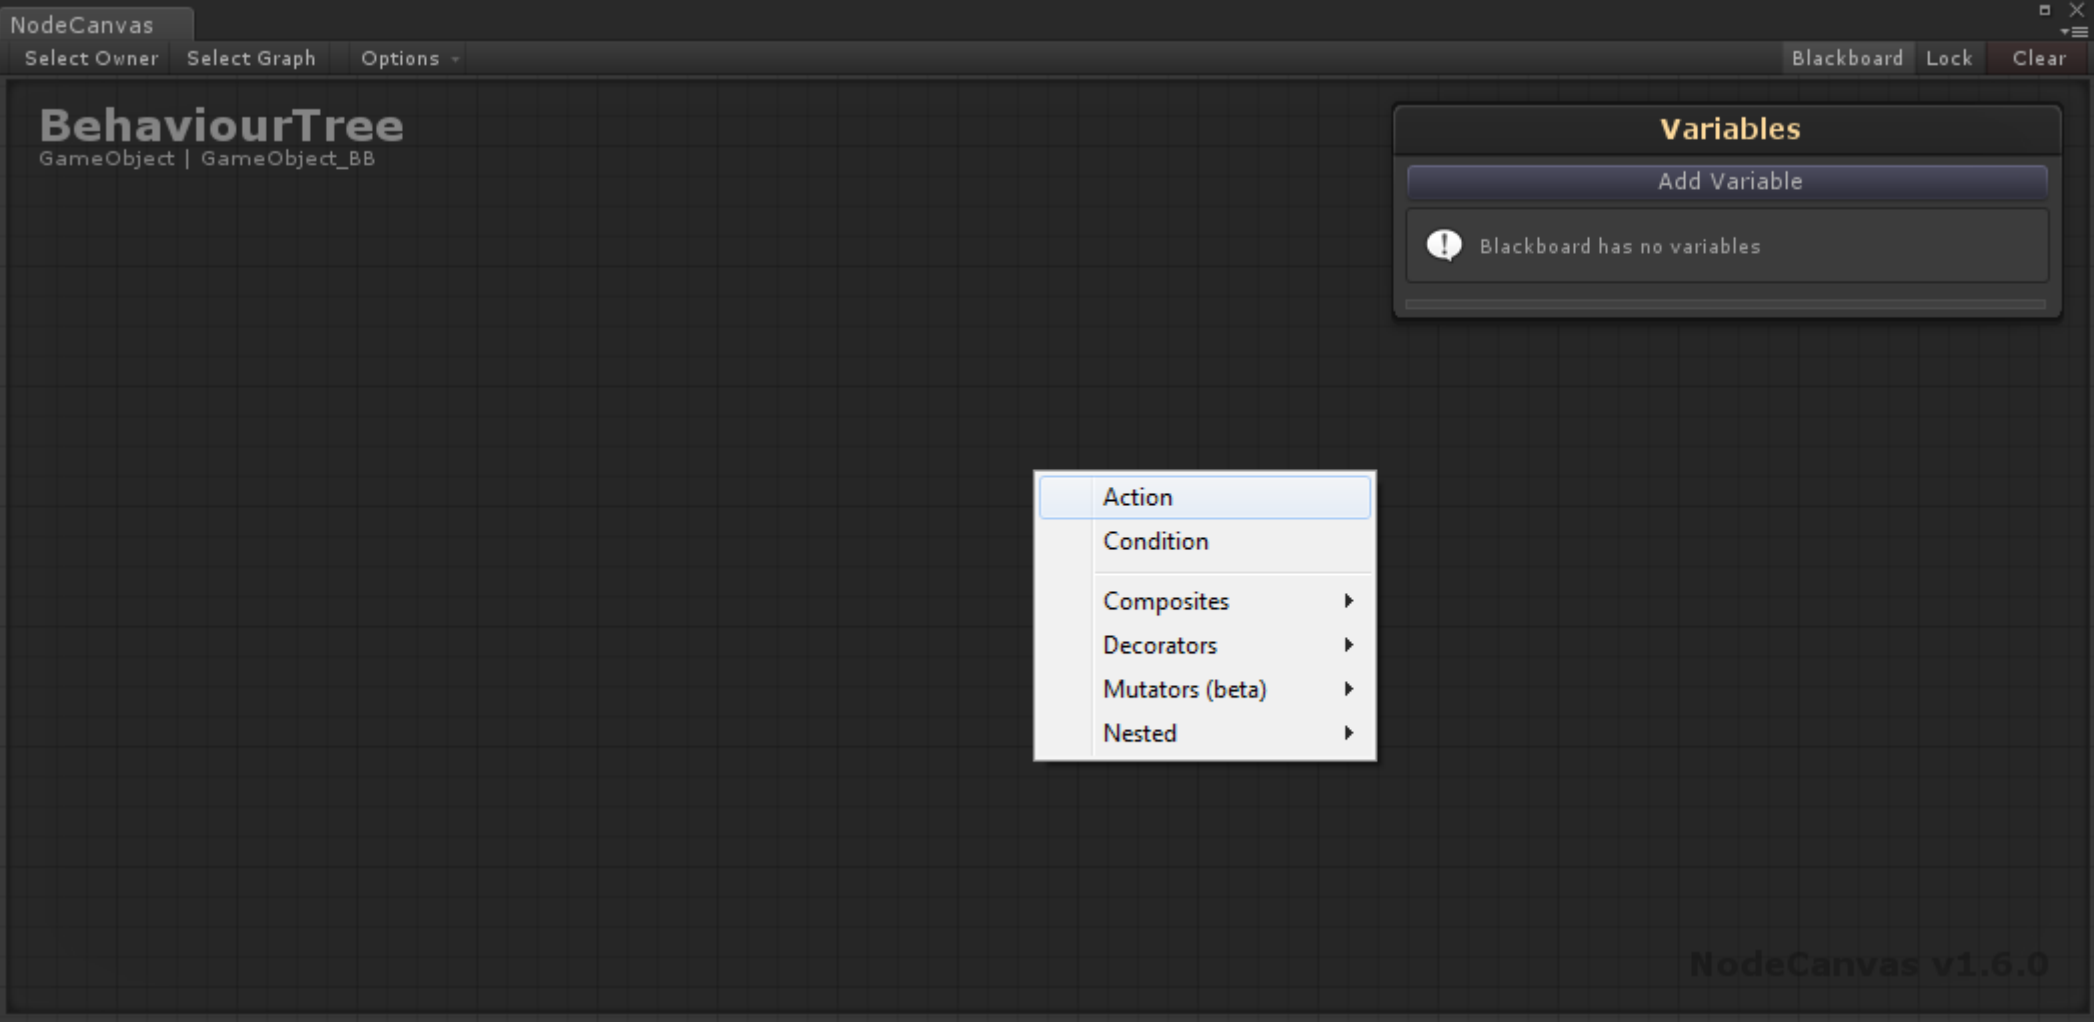 NodeCanvas
Select Owner Select Graph Options Blackboard Lock Clear
BehaviourTree
GameObject | GameObject_BB
Variables
Add Variable
Blackboard has no variables
Action
Condition
Composites
Decorators
Mutators (beta)
Nested
NodeCanvas v1.6.0